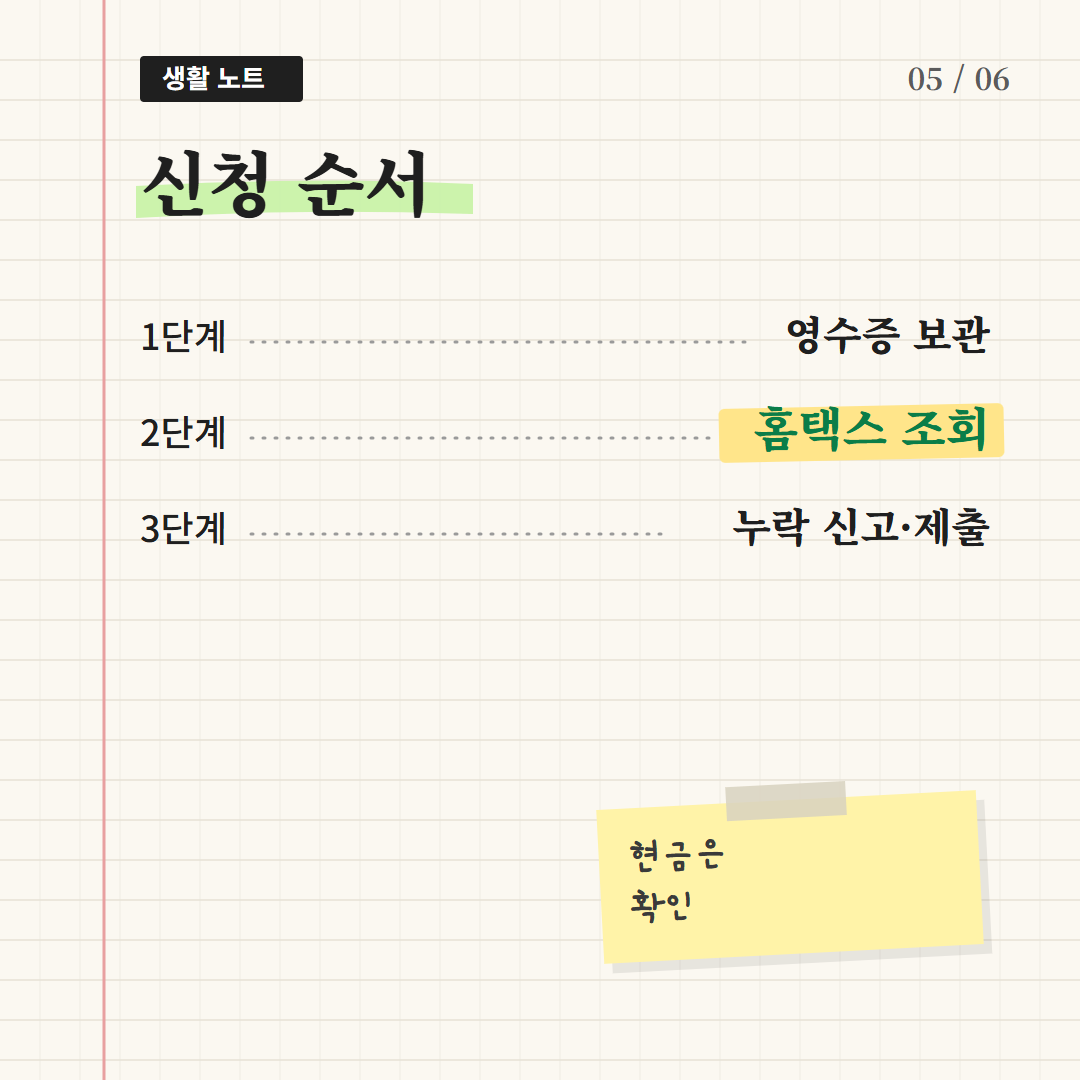 생활 노트
05 / 06
신청 순서
1단계 영수증 보관
2단계 홈택스 조회
3단계 누락 신고·제출
현금은
확인